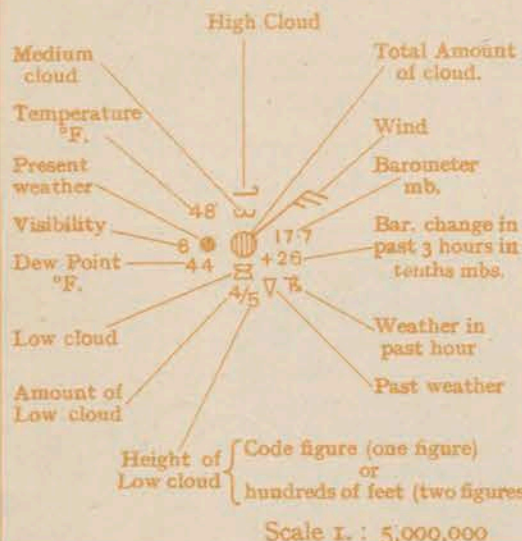 High Cloud
Medium
cloud
Total Amount
of cloud.
Temperature
°F.
Wind
Present
weather
Barometer
mb.
48
Visibility
6
17·7
Bar. change in
past 3 hours in
tenths mbs.
Dew Point
°F.
44
+26
4/5
Low cloud
Weather in
past hour
Amount of
Low cloud
Past weather
Height of
Low cloud
Code figure (one figure)
or
hundreds of feet (two figures
Scale 1. : 5,000,000